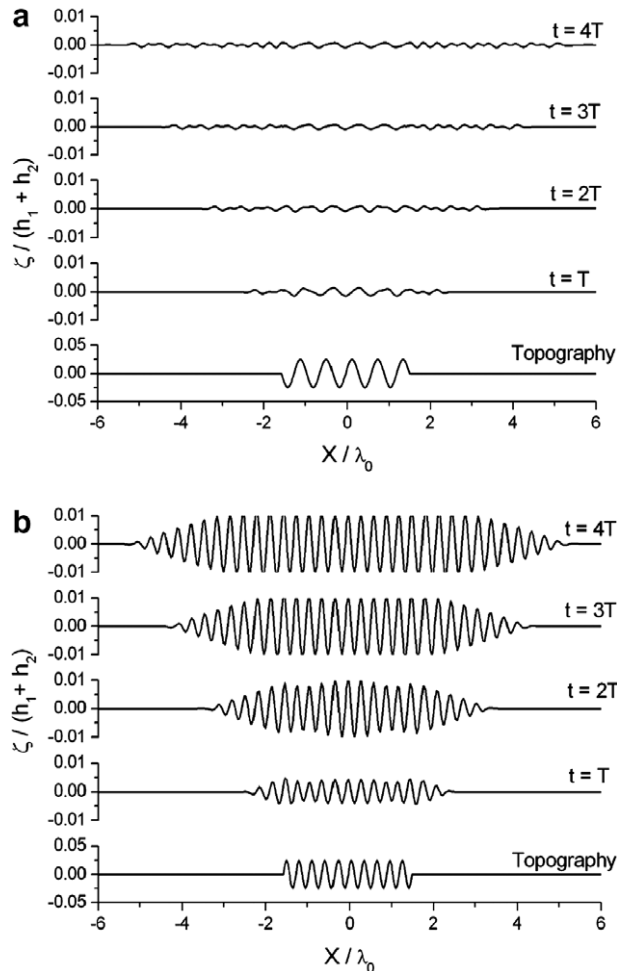 a
0.01
0.00
-0.01
t = 4T
0.01
0.00
-0.01
t = 3T
0.01
0.00
-0.01
t = 2T
0.01
0.00
-0.01
t = T
0.05
0.00
-0.05
Topography
ζ / (h₁ + h₂)
-6 -4 -2 0 2 4 6
X / λ₀
b
0.01
0.00
-0.01
t = 4T
0.01
0.00
-0.01
t = 3T
0.01
0.00
-0.01
t = 2T
0.01
0.00
-0.01
t = T
0.05
0.00
-0.05
Topography
ζ / (h₁ + h₂)
-6 -4 -2 0 2 4 6
X / λ₀